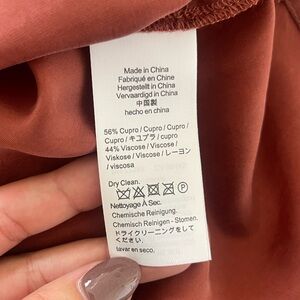 Made in China
Fabriqué en Chine
Hergestellt in China
Vervaardigd in China
中国製
hecho en china
56% Cupro / Cupro / Cupro /
Cupro / キュプラ / cupro
44% Viscose / Viscose /
Viskose / Viscose / レーヨン
/ viscosa
Dry Clean.
P
Nettoyage À Sec.
Chemische Reinigung.
Chemisch Reinigen - Stomen.
ドライクリーニングをして
ください.
lavar en seco.